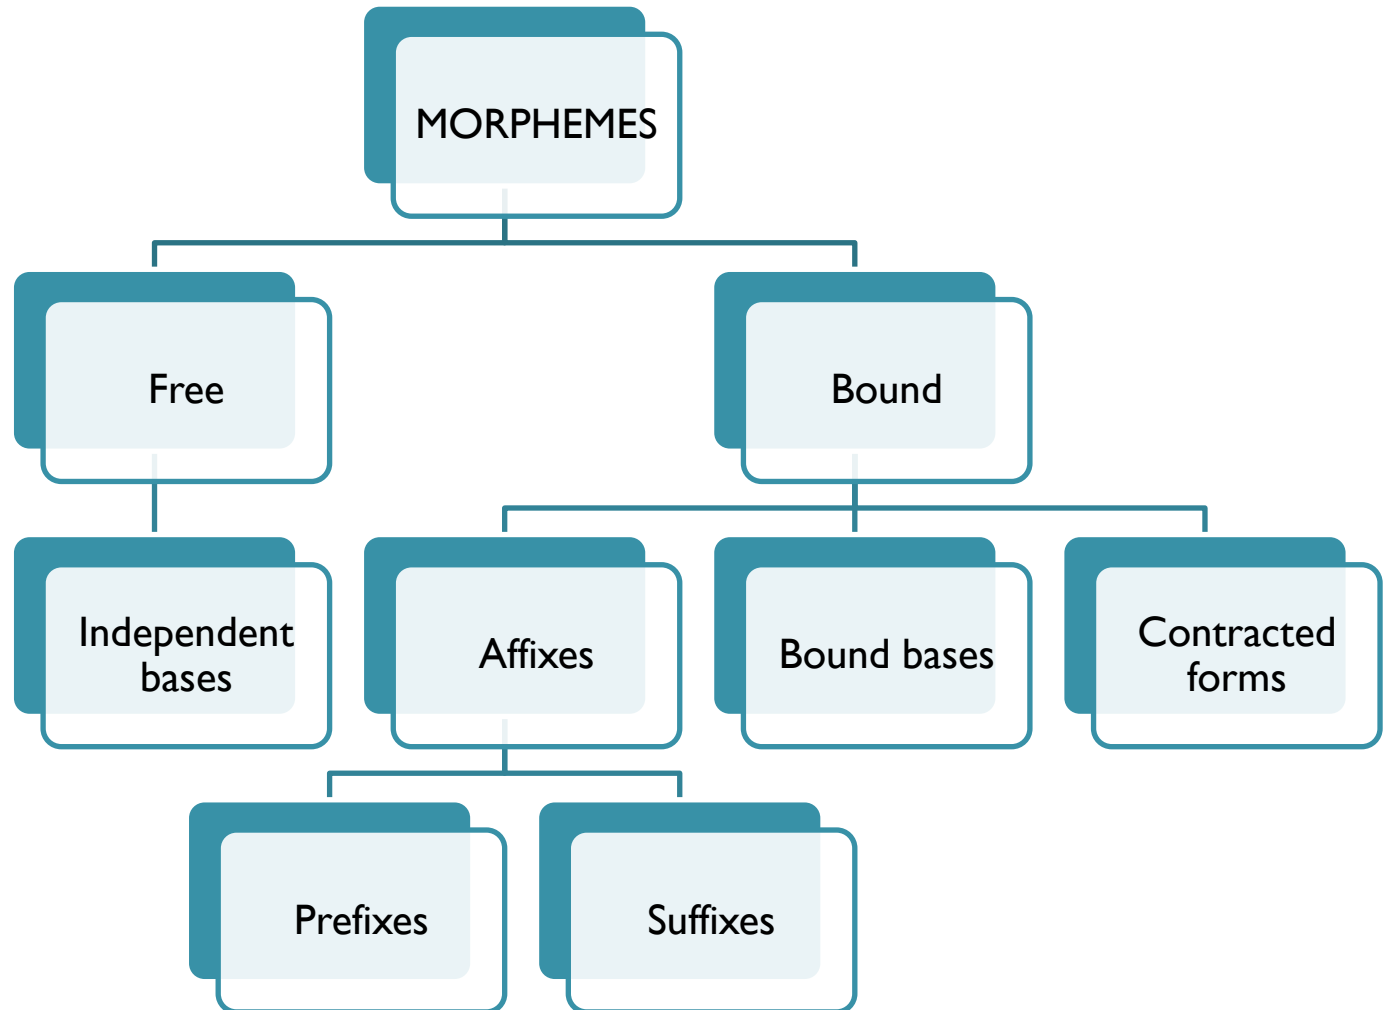 MORPHEMES
Free
Bound
Independent
bases
Affixes
Bound bases
Contracted
forms
Prefixes
Suffixes